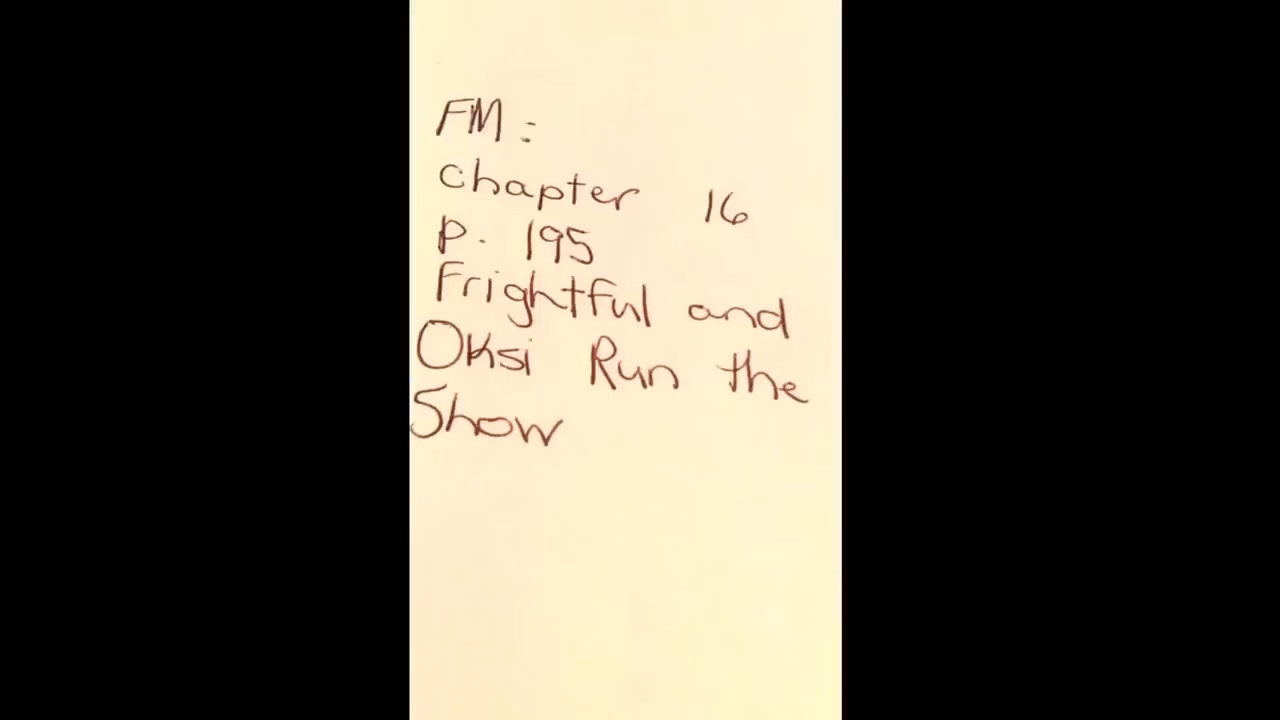 FM:
chapter 16
p. 195
Frightful and
Oksi Run the
Show